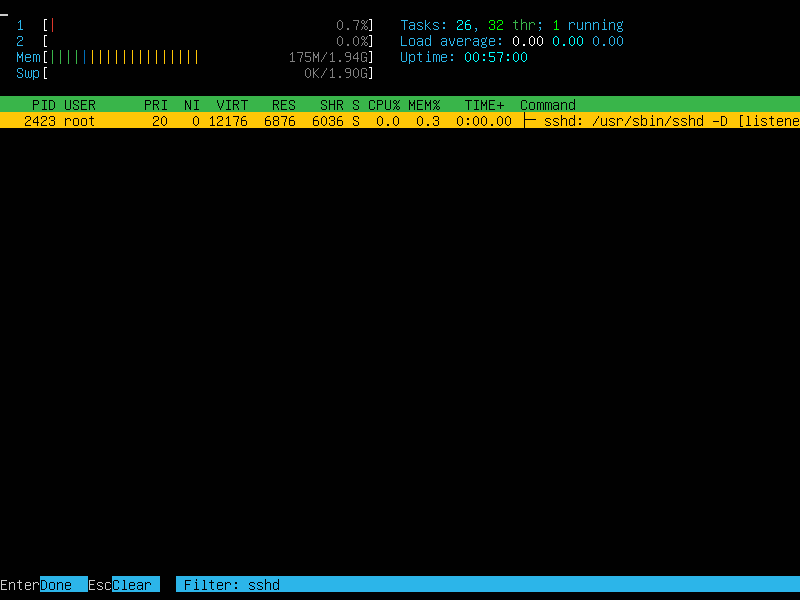 1 [| 0.7%] Tasks: 26, 32 thr; 1 running
2 [ 0.0%] Load average: 0.00 0.00 0.00
Mem[||||||||||||||||||| 175M/1.94G] Uptime: 00:57:00
Swp[ 0K/1.90G]
PID USER PRI NI VIRT RES SHR S CPU% MEM% TIME+ Command
2423 root 20 0 12176 6876 6036 S 0.0 0.3 0:00.00 ├─ sshd: /usr/sbin/sshd -D [listene
EnterDone EscClear Filter: sshd